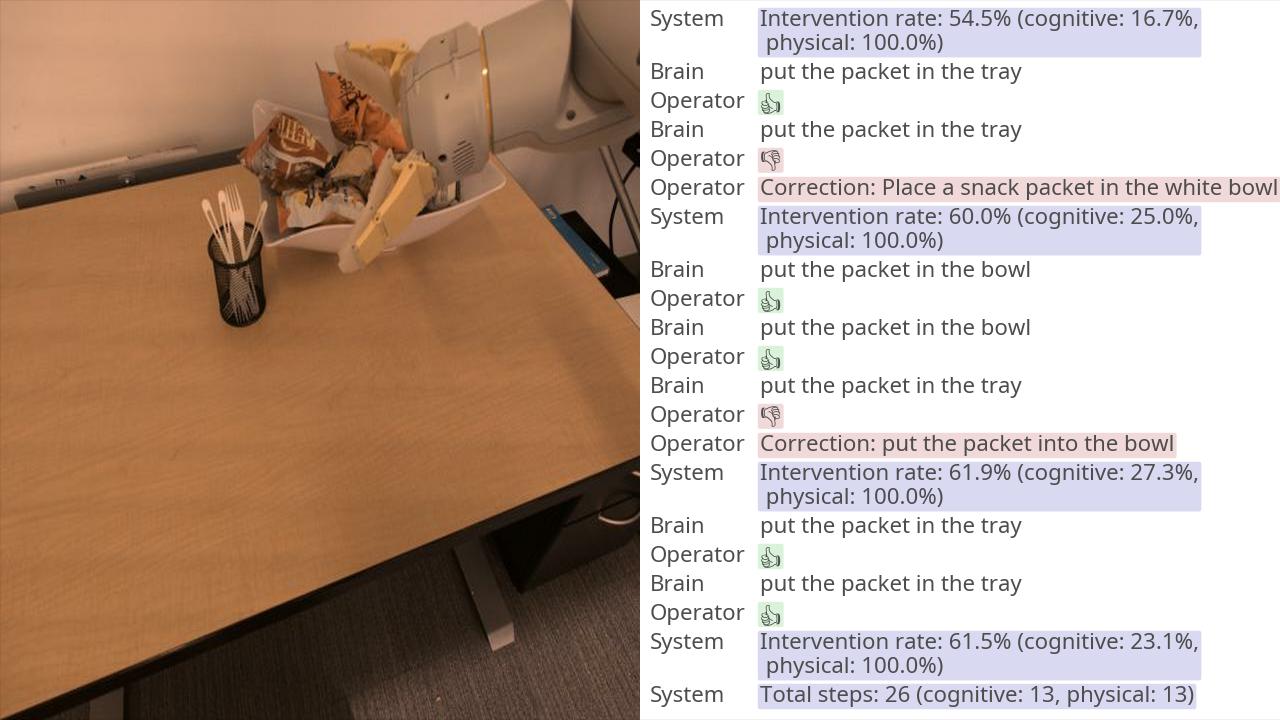 System Intervention rate: 54.5% (cognitive: 16.7%,
physical: 100.0%)
Brain put the packet in the tray
Operator 👍
Brain put the packet in the tray
Operator 👎
Operator Correction: Place a snack packet in the white bowl
System Intervention rate: 60.0% (cognitive: 25.0%,
physical: 100.0%)
Brain put the packet in the bowl
Operator 👍
Brain put the packet in the bowl
Operator 👍
Brain put the packet in the tray
Operator 👎
Operator Correction: put the packet into the bowl
System Intervention rate: 61.9% (cognitive: 27.3%,
physical: 100.0%)
Brain put the packet in the tray
Operator 👍
Brain put the packet in the tray
Operator 👍
System Intervention rate: 61.5% (cognitive: 23.1%,
physical: 100.0%)
System Total steps: 26 (cognitive: 13, physical: 13)